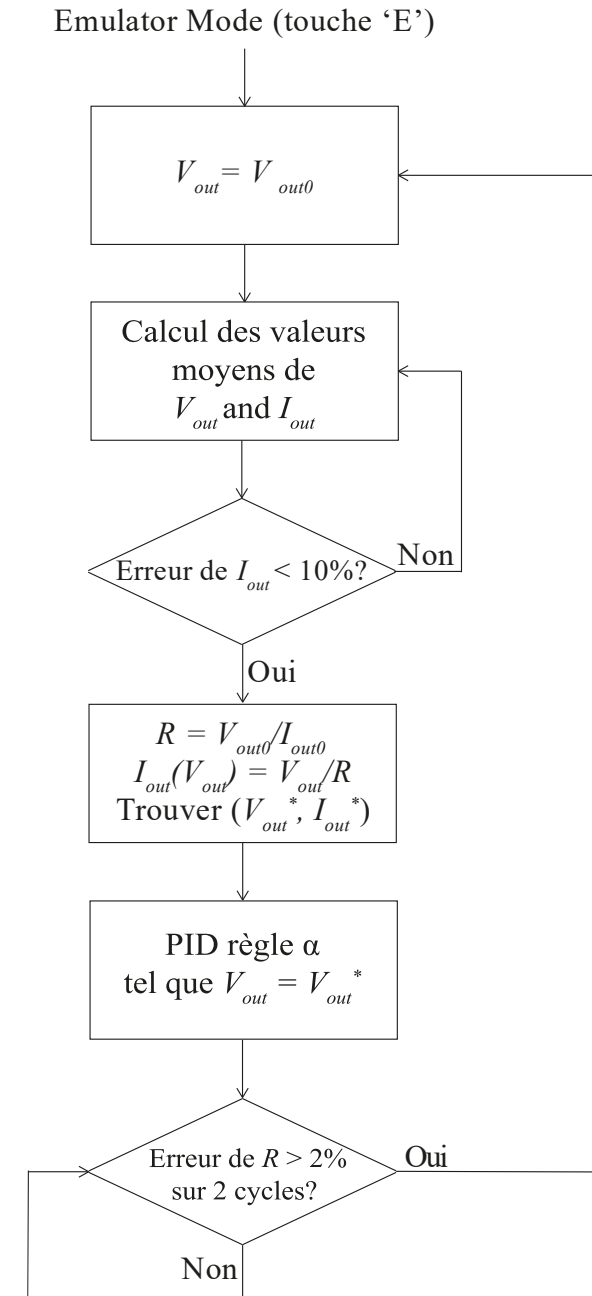 Emulator Mode (touche ‘E’)
V_out = V_out0
Calcul des valeurs
moyens de
V_out and I_out
Erreur de I_out < 10%?
Non
Oui
R = V_out0/I_out0
I_out(V_out) = V_out/R
Trouver (V_out*, I_out*)
PID règle α
tel que V_out = V_out*
Erreur de R > 2%
sur 2 cycles?
Oui
Non